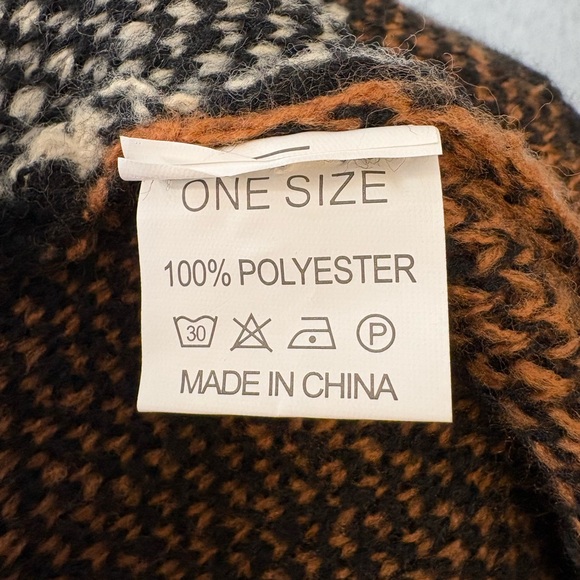 ONE SIZE
100% POLYESTER
30 P
MADE IN CHINA